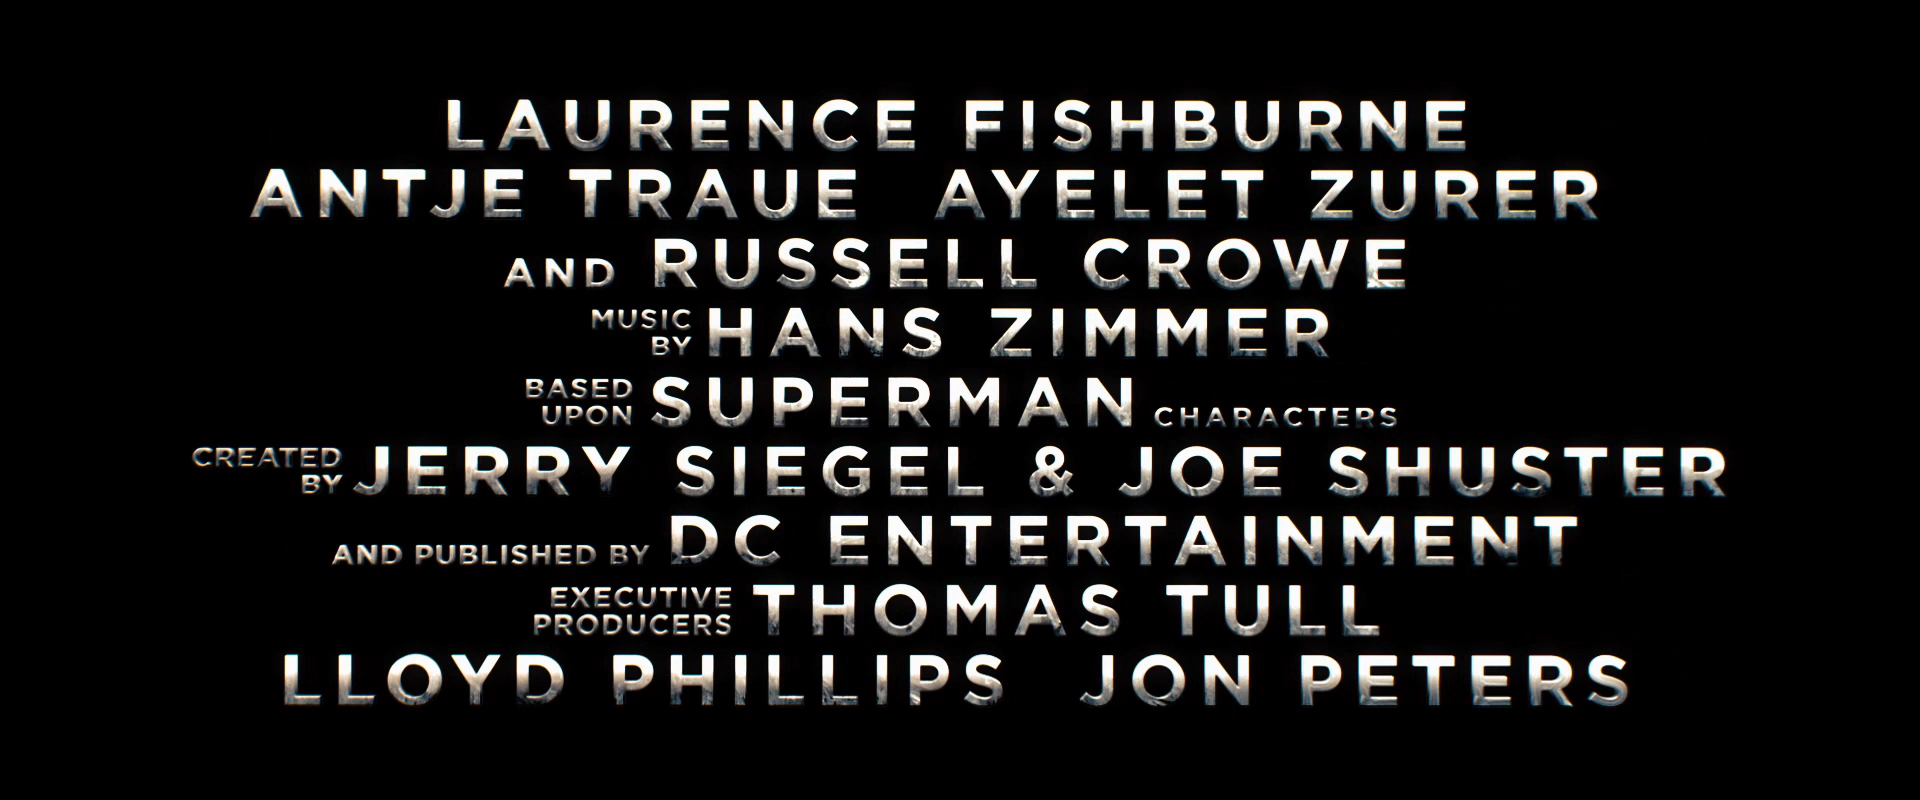 LAURENCE FISHBURNE
ANTJE TRAUE AYELET ZURER
AND RUSSELL CROWE
MUSIC BY HANS ZIMMER
BASED UPON SUPERMAN CHARACTERS
CREATED BY JERRY SIEGEL & JOE SHUSTER
AND PUBLISHED BY DC ENTERTAINMENT
EXECUTIVE PRODUCERS THOMAS TULL
LLOYD PHILLIPS JON PETERS